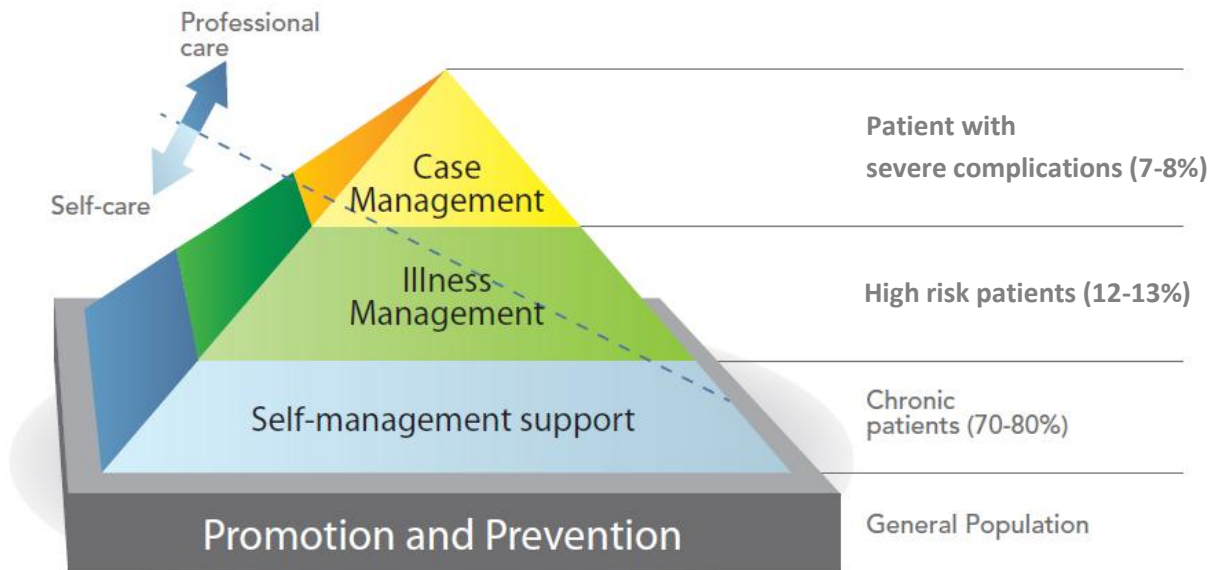 Professional
care
Self-care
Case
Management
Patient with
severe complications (7-8%)
Illness
Management
High risk patients (12-13%)
Self-management support
Chronic
patients (70-80%)
Promotion and Prevention
General Population